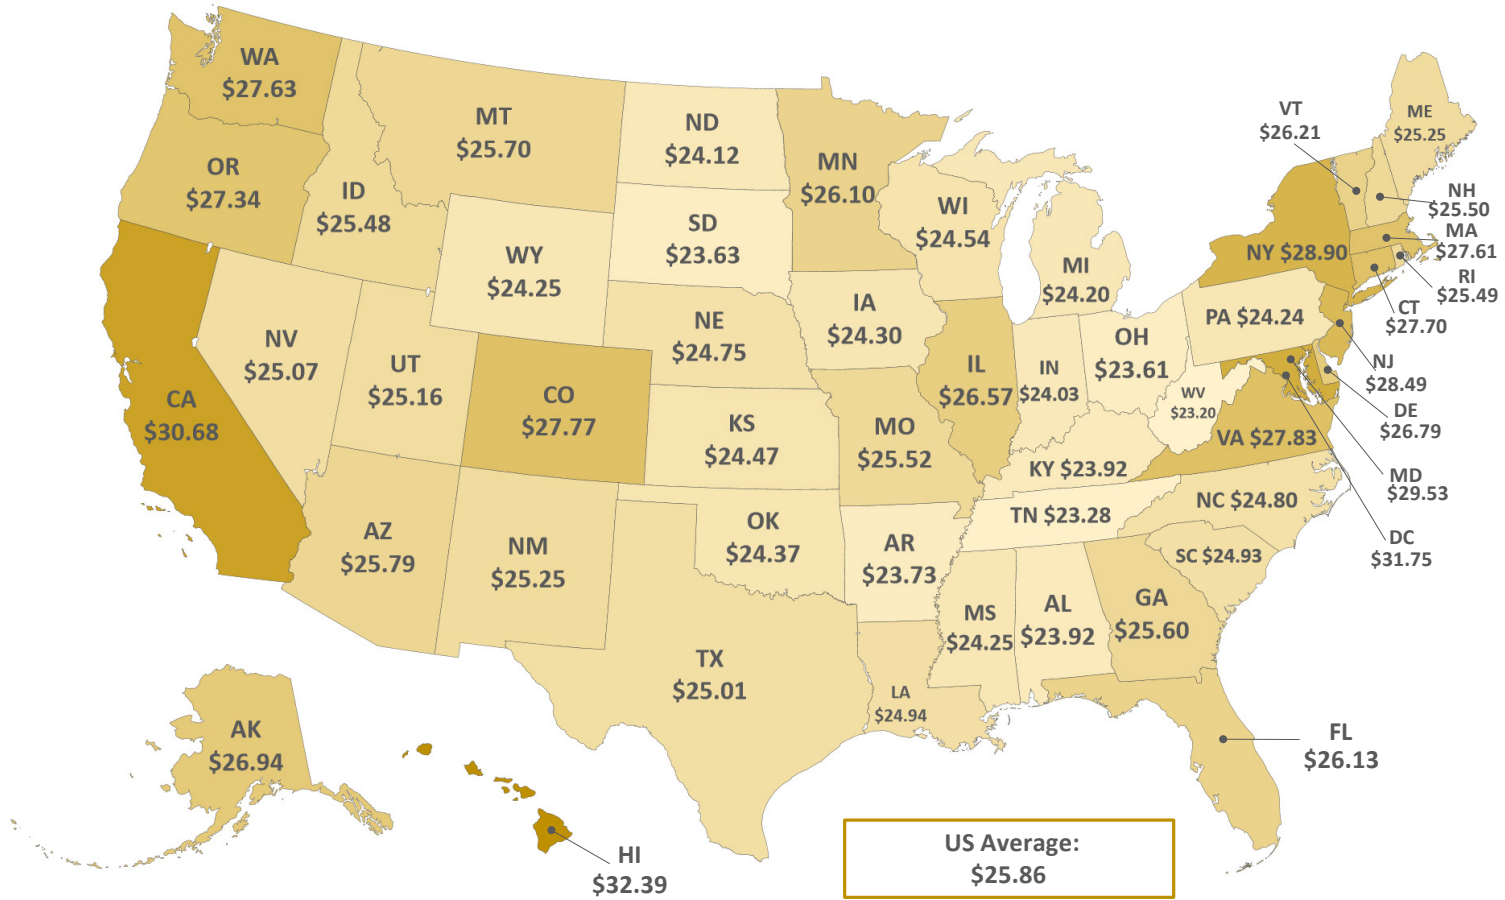 WA
$27.63
OR
$27.34
CA
$30.68
ID
$25.48
NV
$25.07
MT
$25.70
WY
$24.25
UT
$25.16
CO
$27.77
AZ
$25.79
NM
$25.25
ND
$24.12
SD
$23.63
NE
$24.75
KS
$24.47
OK
$24.37
TX
$25.01
MN
$26.10
IA
$24.30
MO
$25.52
AR
$23.73
LA
$24.94
WI
$24.54
IL
$26.57
MI
$24.20
IN
$24.03
OH
$23.61
KY $23.92
TN $23.28
MS
$24.25
AL
$23.92
GA
$25.60
FL
$26.13
SC $24.93
NC $24.80
VA $27.83
WV
$23.20
PA $24.24
NY $28.90
VT
$26.21
ME
$25.25
NH
$25.50
MA
$27.61
RI
$25.49
CT
$27.70
NJ
$28.49
DE
$26.79
MD
$29.53
DC
$31.75
AK
$26.94
HI
$32.39
US Average:
$25.86